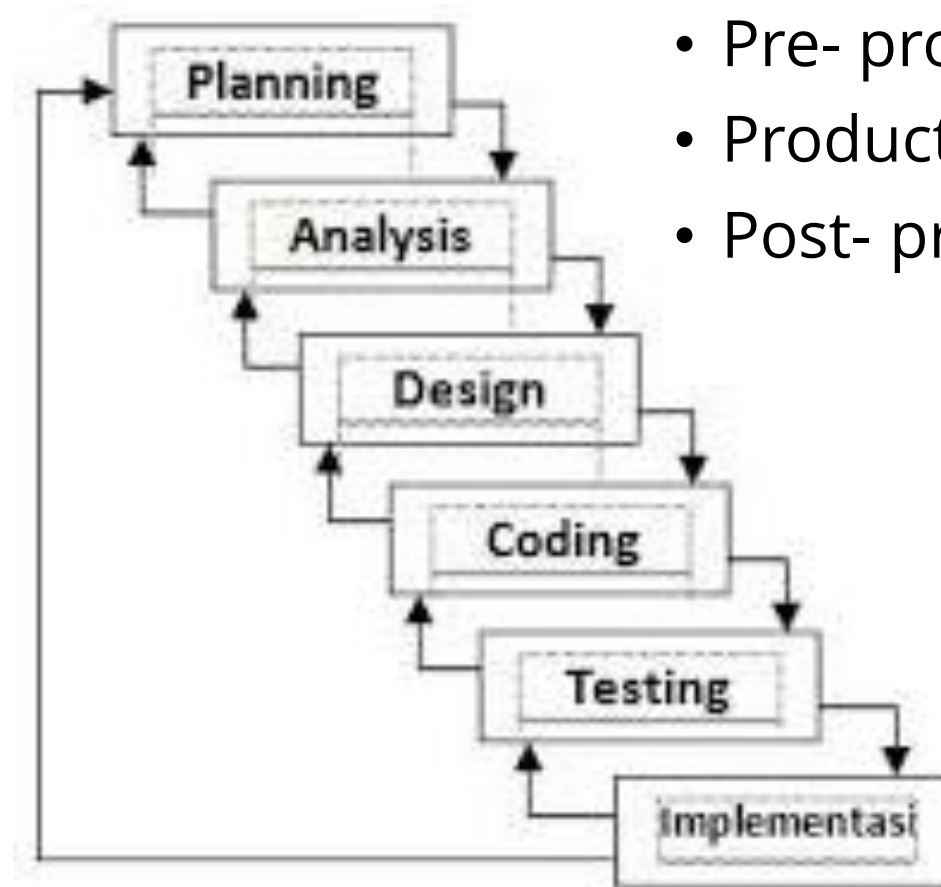 Planning
Analysis
Design
Coding
Testing
Implementasi
• Pre-
•
• Post-